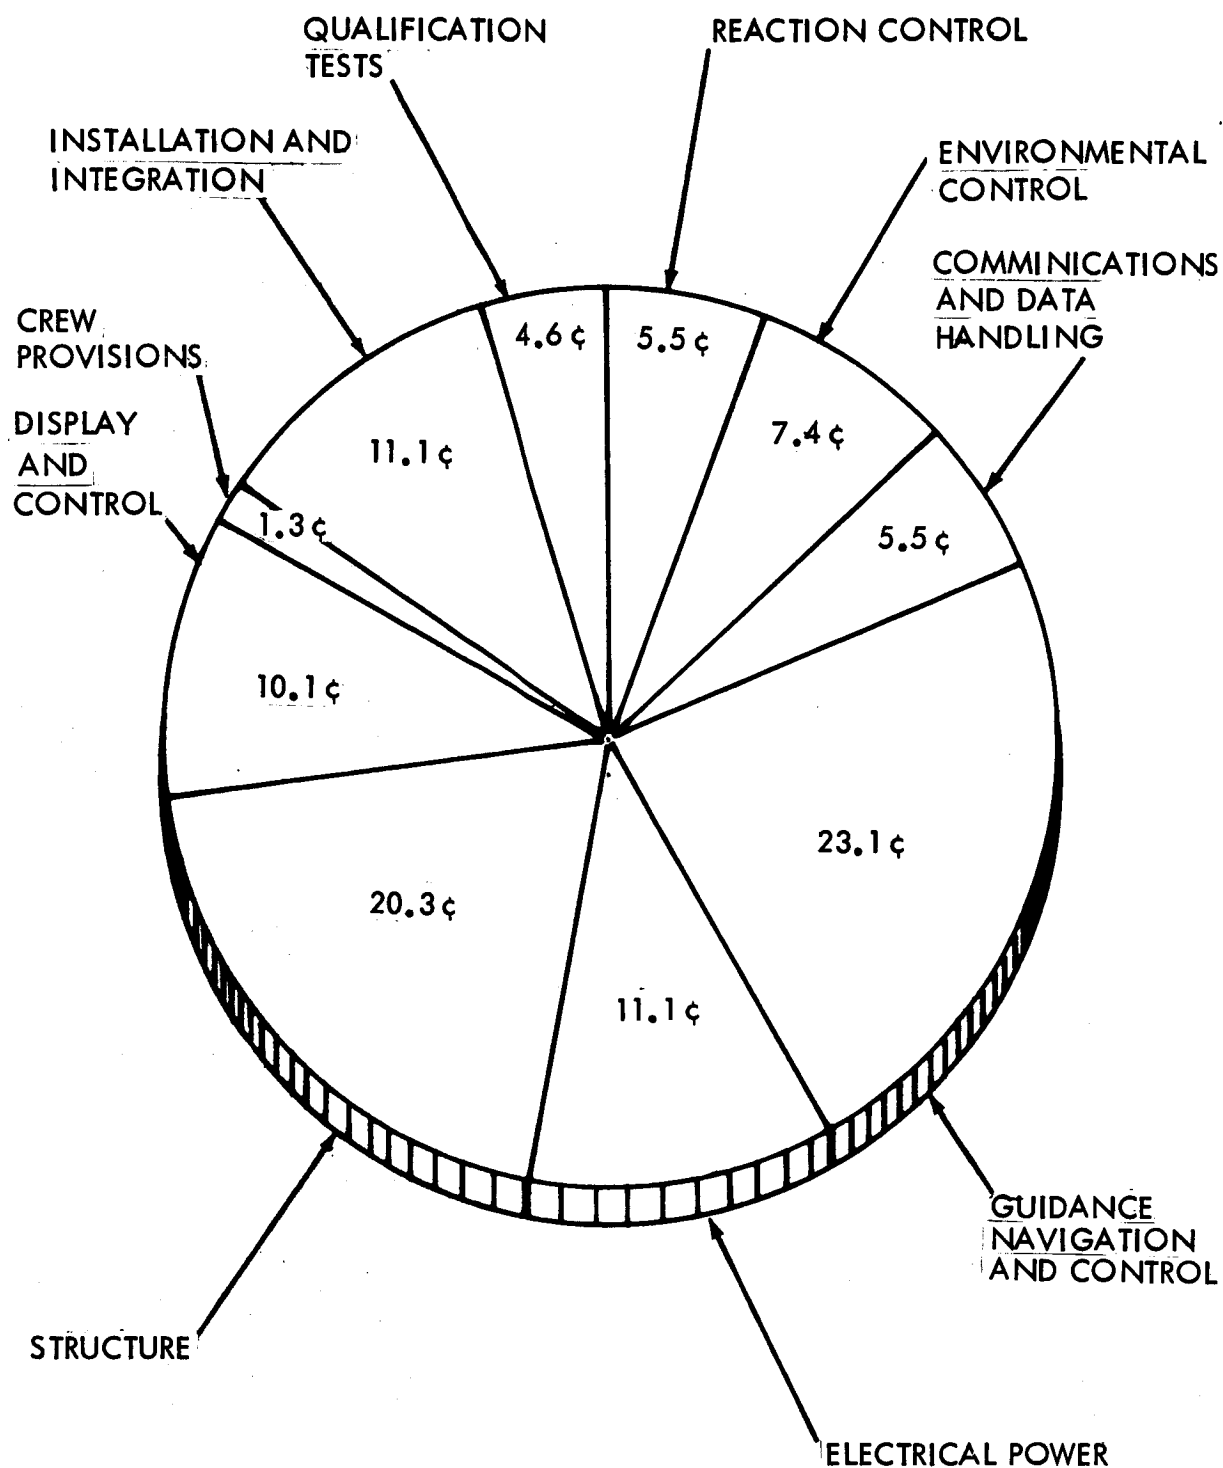 QUALIFICATION
TESTS
REACTION CONTROL
INSTALLATION AND
INTEGRATION
ENVIRONMENTAL
CONTROL
COMMINICATIONS
AND DATA
HANDLING
CREW
PROVISIONS
DISPLAY
AND
CONTROL
4.6 ¢
5.5 ¢
7.4 ¢
11.1 ¢
1.3 ¢
5.5 ¢
10.1 ¢
23.1 ¢
20.3 ¢
11.1 ¢
GUIDANCE
NAVIGATION
AND CONTROL
STRUCTURE
ELECTRICAL POWER